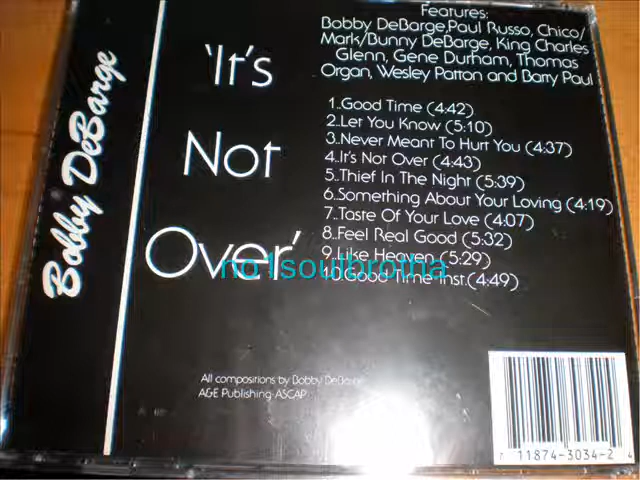 Features:
Bobby DeBarge,Paul Russo, Chico/
Mark/Bunny DeBarge, King Charles
Glenn, Gene Durham, Thomas
Organ, Wesley Patton and Barry Paul
Bobby DeBarge
'It's
Not
Over'
1..Good Time (4:42)
2..Let You Know (5:10)
3..Never Meant To Hurt You (4:37)
4..It's Not Over (4:43)
5..Thief In The Night (5:39)
6..Something About Your Loving (4:19)
7..Taste Of Your Love (4:07)
8..Feel Real Good (5:32)
9..Like Heaven (5:29)
10.Good Time-Inst.(4:49)
no1soulbrotha
All compositions by Bobby DeBarge
A&E Publishing-ASCAP
7 11874-3034-2 4